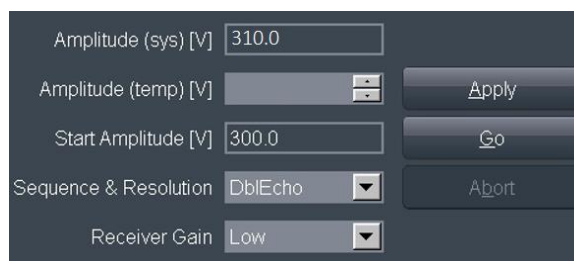 Amplitude (sys) [V] 310.0
Amplitude (temp) [V] Apply
Start Amplitude [V] 300.0 Go
Sequence & Resolution DblEcho Abort
Receiver Gain Low